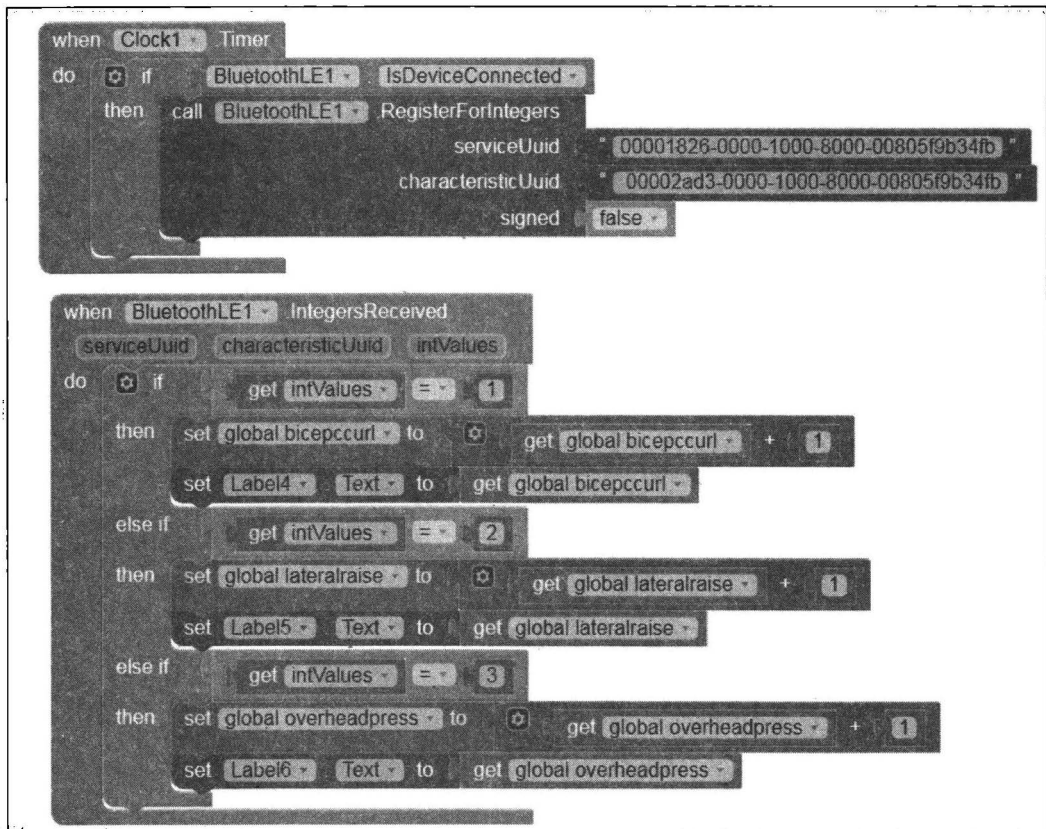 when Clock1 Timer
do if BluetoothLE1 . IsDeviceConnected
then call BluetoothLE1 .RegisterForIntegers
serviceUuid " 00001826-0000-1000-8000-00805f9b34fb "
characteristicUuid " 00002ad3-0000-1000-8000-00805f9b34fb "
signed false
when BluetoothLE1 .IntegersReceived
serviceUuid characteristicUuid intValues
do if get intValues = 1
then set global bicepccurl to get global bicepccurl + 1
set Label4 . Text to get global bicepccurl
else if get intValues = 2
then set global lateralraise to get global lateralraise + 1
set Label5 . Text to get global lateralraise
else if get intValues = 3
then set global overheadpress to get global overheadpress + 1
set Label6 . Text to get global overheadpress